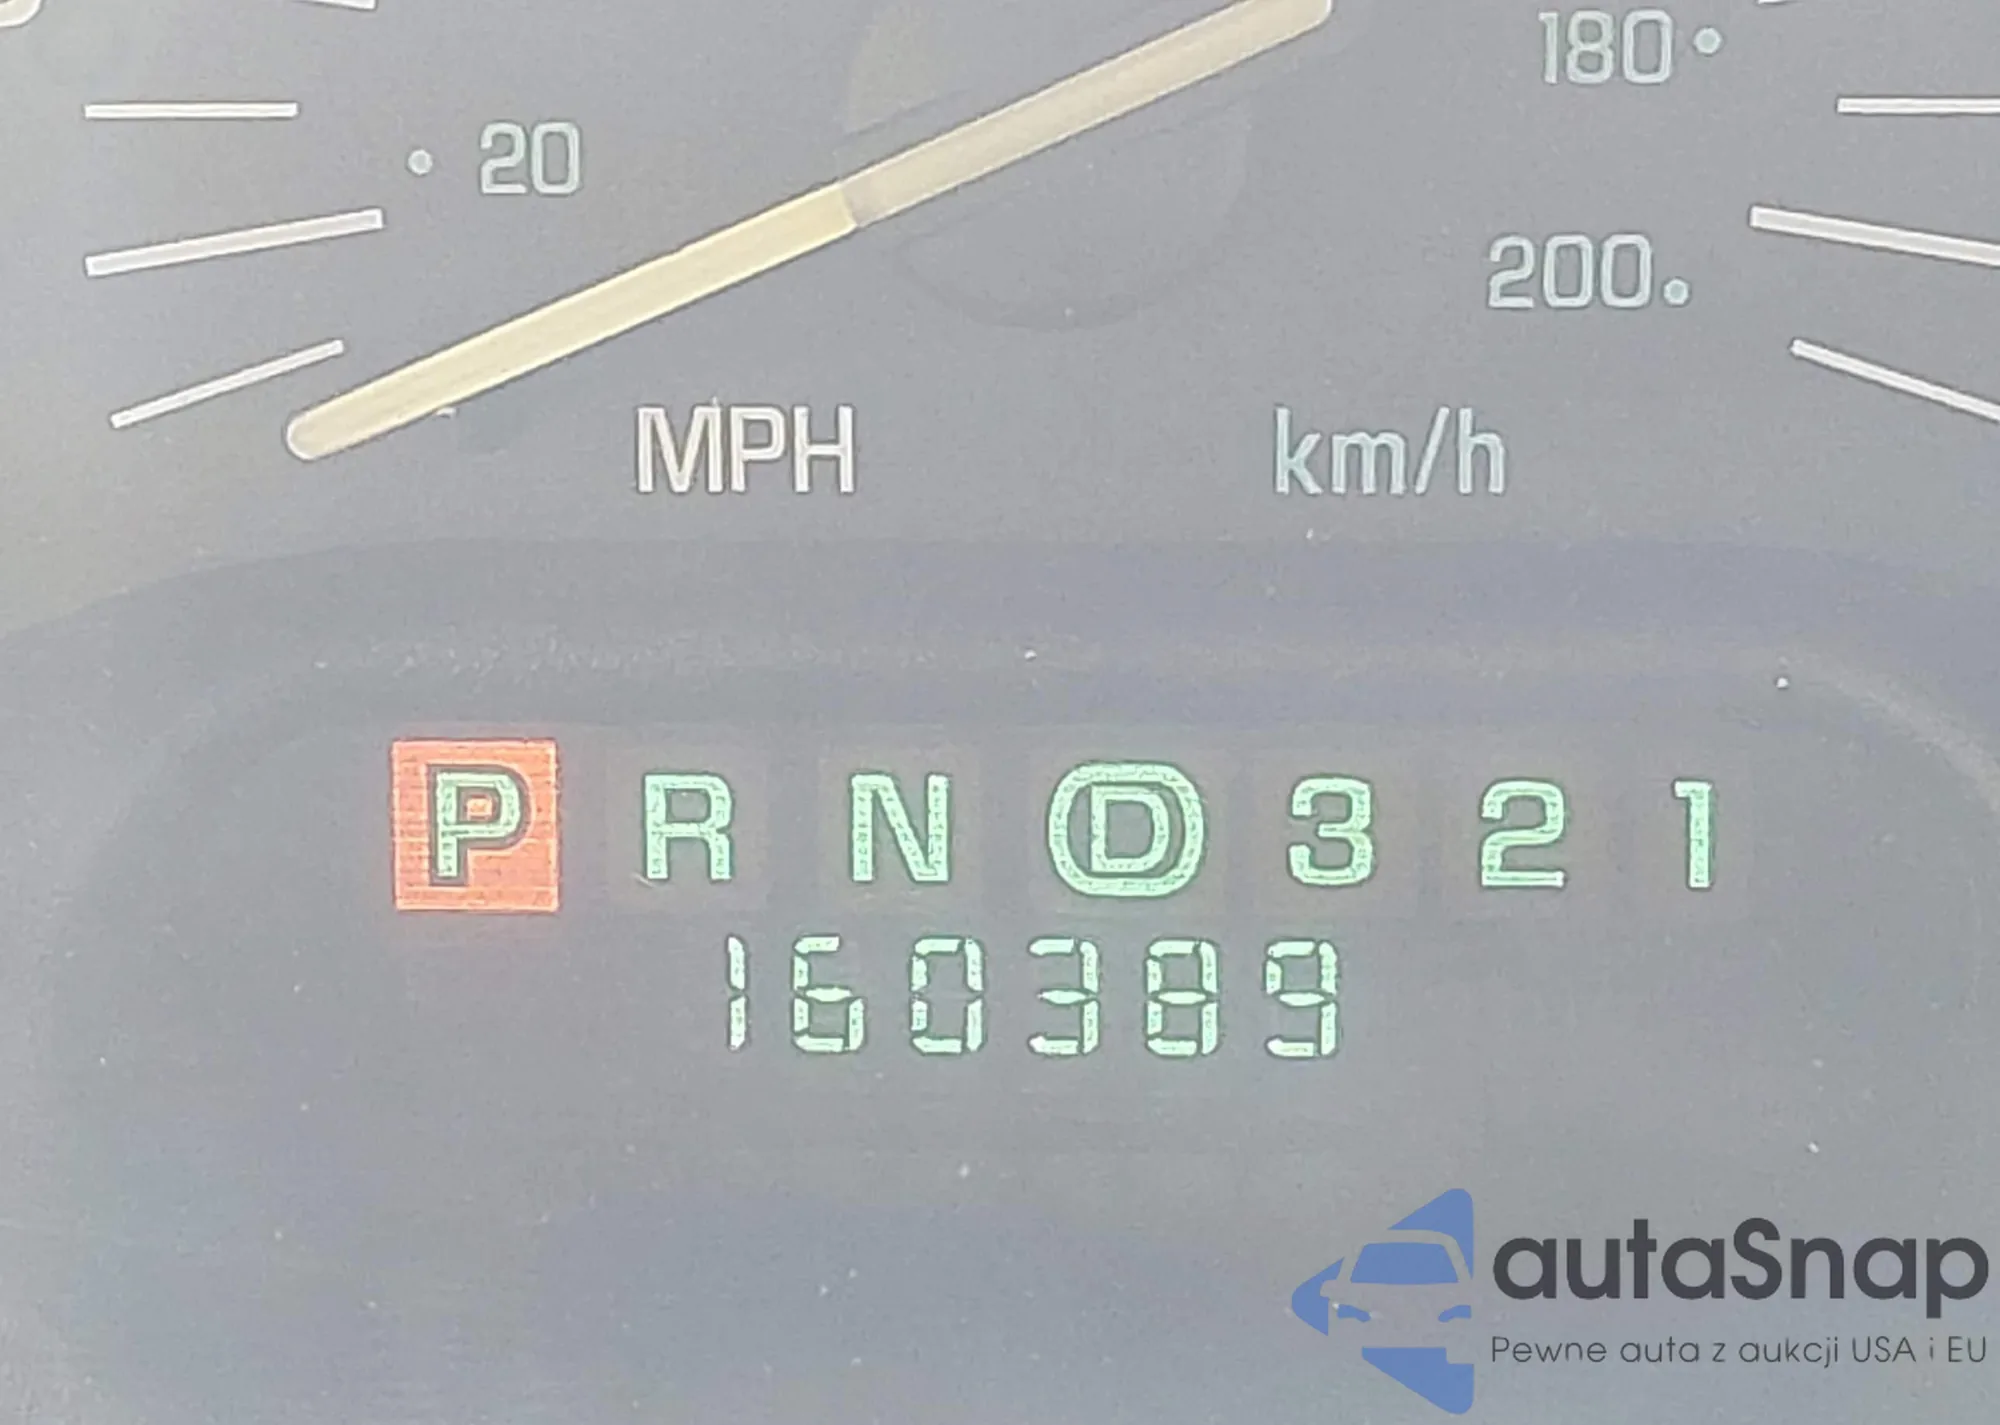 180
20
200
MPH km/h
P R N D 3 2 1
160389
autaSnap
Pewne auta z aukcji USA i EU